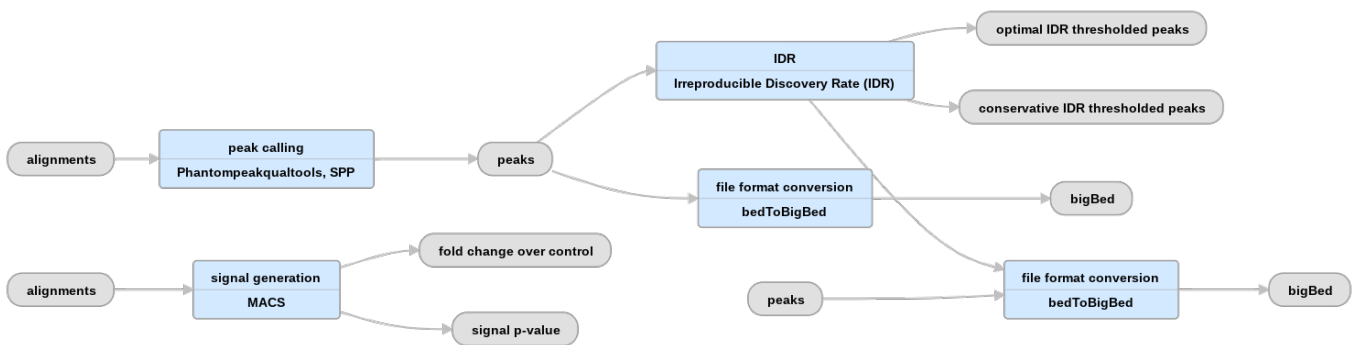 optimal IDR thresholded peaks
IDR
Irreproducible Discovery Rate (IDR)
conservative IDR thresholded peaks
alignments
peak calling
Phantompeakqualtools, SPP
peaks
file format conversion
bedToBigBed
bigBed
fold change over control
alignments
signal generation
MACS
signal p-value
peaks
file format conversion
bedToBigBed
bigBed